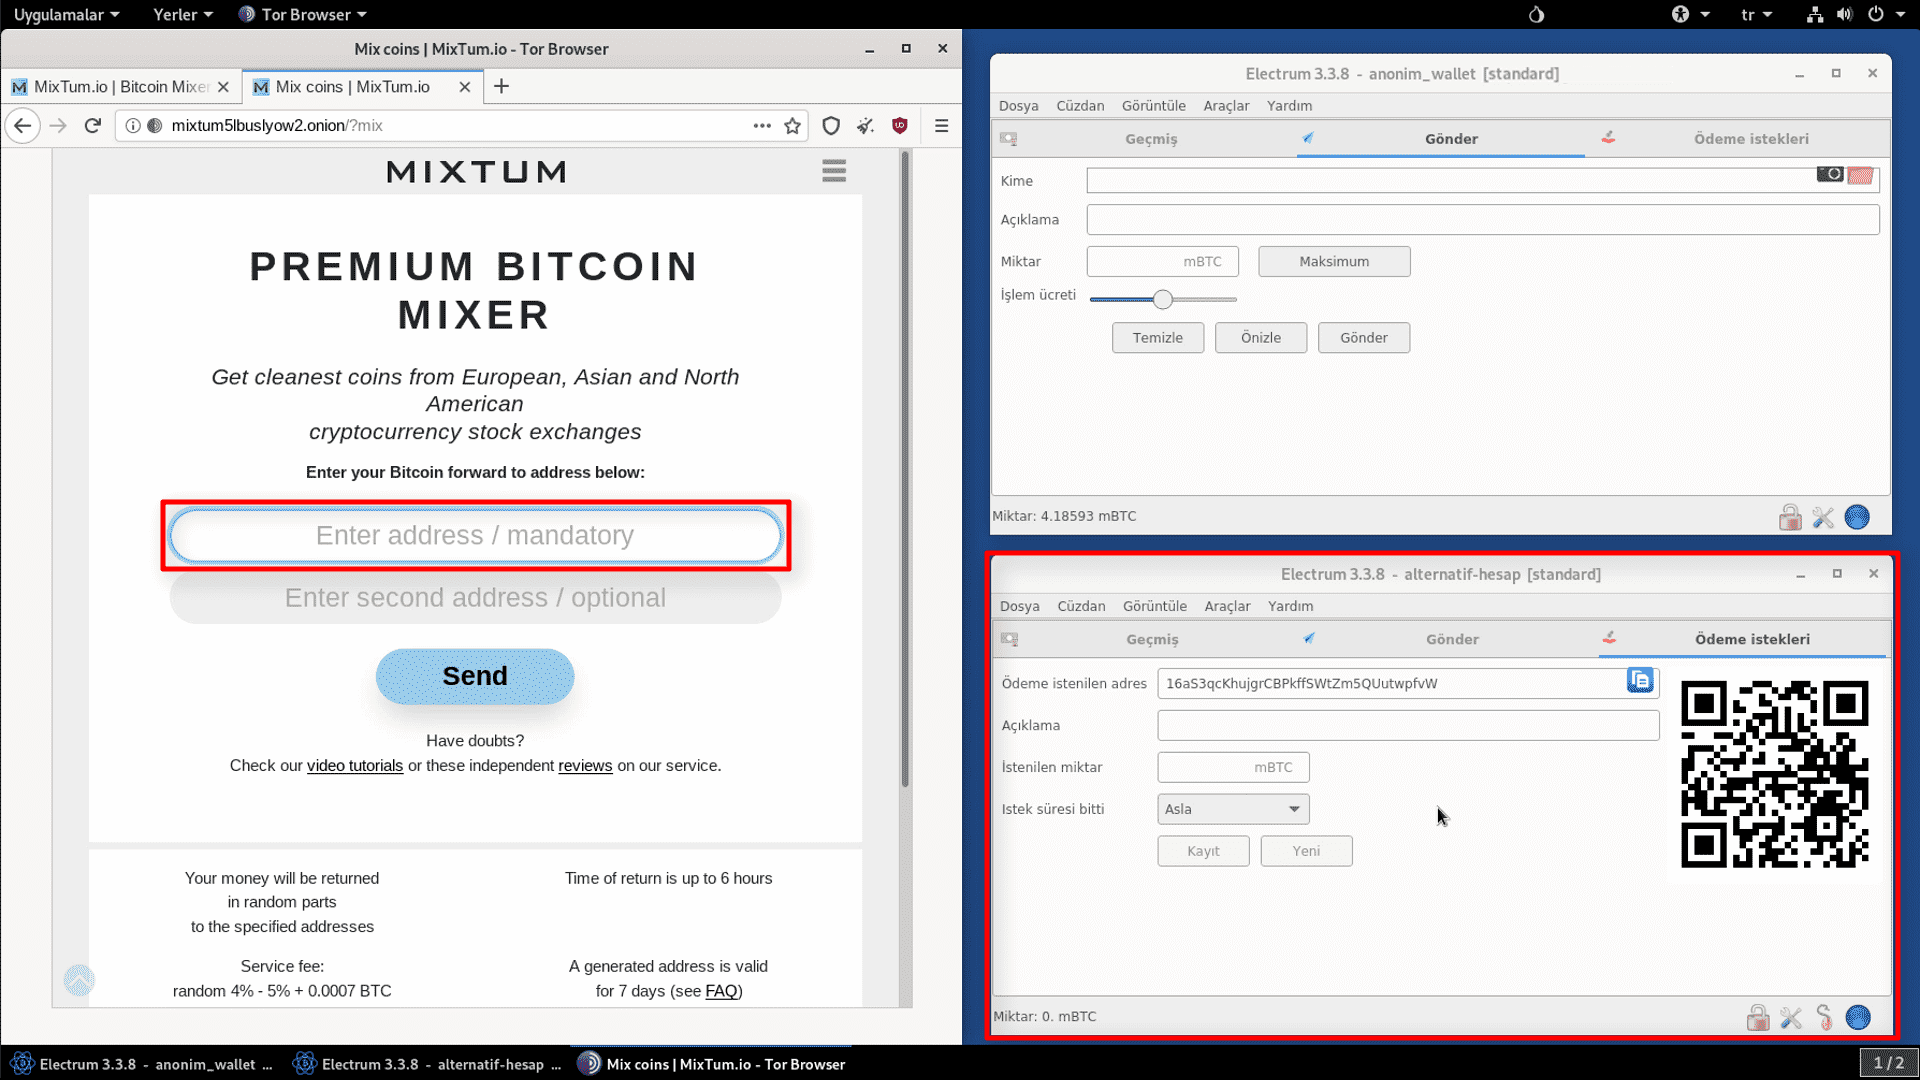 Uygulamalar
Yerler
Tor Browser
tr
Mix coins | MixTum.io - Tor Browser
MixTum.io | Bitcoin Mixer
Mix coins | MixTum.io
mixtum5lbuslyow2.onion/?mix
MIXTUM
PREMIUM BITCOIN
MIXER
Get cleanest coins from European, Asian and North
American
cryptocurrency stock exchanges
Enter your Bitcoin forward to address below:
Enter address / mandatory
Enter second address / optional
Send
Have doubts?
Check our video tutorials or these independent reviews on our service.
Your money will be returned
in random parts
to the specified addresses
Time of return is up to 6 hours
Service fee:
random 4% - 5% + 0.0007 BTC
A generated address is valid
for 7 days (see FAQ)
Electrum 3.3.8 - anonim_wallet [standard]
Dosya Cüzdan Görüntüle Araçlar Yardım
Geçmiş
Gönder
Ödeme istekleri
Kime
Açıklama
Miktar
mBTC
Maksimum
İşlem ücreti
Temizle
Önizle
Gönder
Miktar: 4.18593 mBTC
Electrum 3.3.8 - alternatif-hesap [standard]
Dosya Cüzdan Görüntüle Araçlar Yardım
Geçmiş
Gönder
Ödeme istekleri
Ödeme istenilen adres
16aS3qcKhujgrCBPkffSWtZm5QUutwpfvW
Açıklama
İstenilen miktar
mBTC
Istek süresi bitti
Asla
Kayıt
Yeni
Miktar: 0. mBTC
Electrum 3.3.8 - anonim_wallet ...
Electrum 3.3.8 - alternatif-hesap ...
Mix coins | MixTum.io - Tor Browser
1 / 2